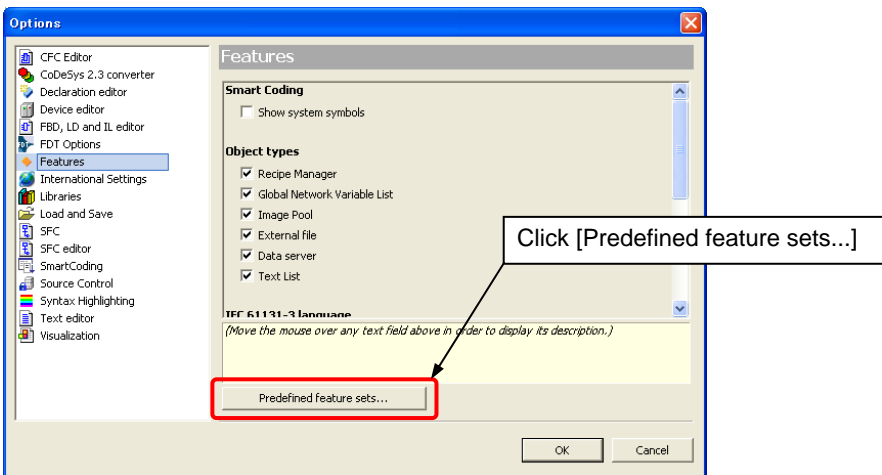 Options
CFC Editor
CoDeSys 2.3 converter
Declaration editor
Device editor
FBD, LD and IL editor
FDT Options
Features
International Settings
Libraries
Load and Save
SFC
SFC editor
SmartCoding
Source Control
Syntax Highlighting
Text editor
Visualization
Features
Smart Coding
Show system symbols
Object types
Recipe Manager
Global Network Variable List
Image Pool
External file
Data server
Text List
IEC 61131-3 language
(Move the mouse over any text field above in order to display its description.)
Predefined feature sets...
OK
Cancel
Click [Predefined feature sets...]